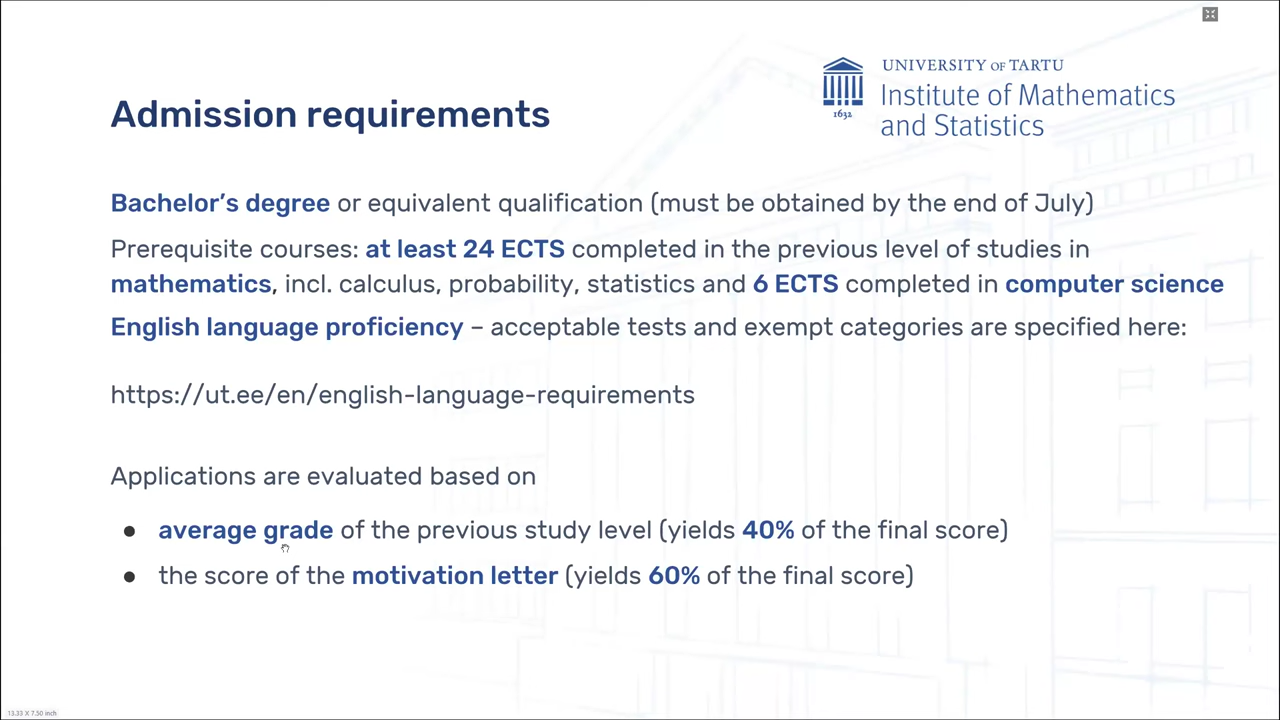 UNIVERSITY OF TARTU
Institute of Mathematics
and Statistics
1632
Admission requirements
Bachelor's degree or equivalent qualification (must be obtained by the end of July)
Prerequisite courses: at least 24 ECTS completed in the previous level of studies in
mathematics, incl. calculus, probability, statistics and 6 ECTS completed in computer science
English language proficiency – acceptable tests and exempt categories are specified here:
https://ut.ee/en/english-language-requirements
Applications are evaluated based on
● average grade of the previous study level (yields 40% of the final score)
● the score of the motivation letter (yields 60% of the final score)
13.33 X 7.50 inch